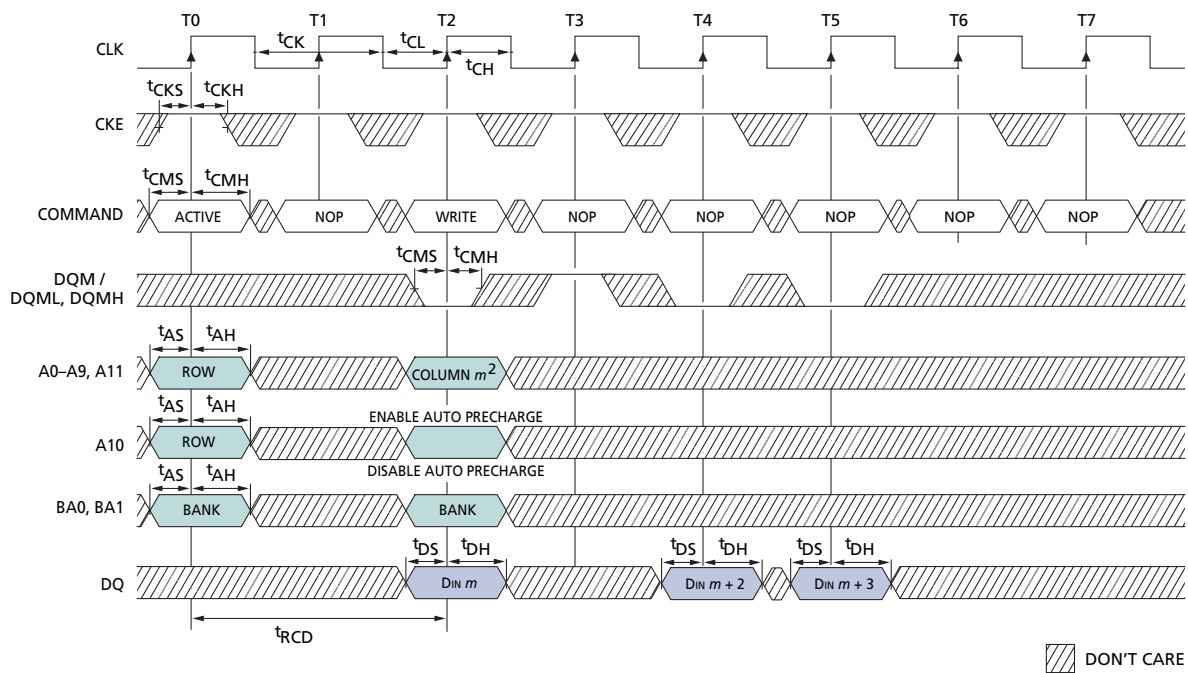 T0 T1 T2 T3 T4 T5 T6 T7
CLK
tCK tCL
tCH
tCKS tCKH
CKE
tCMS tCMH
COMMAND ACTIVE NOP WRITE NOP NOP NOP NOP NOP
tCMS tCMH
DQM /
DQML, DQMH
tAS tAH
A0–A9, A11 ROW COLUMN m2
tAS tAH ENABLE AUTO PRECHARGE
A10 ROW
DISABLE AUTO PRECHARGE
tAS tAH
BA0, BA1 BANK BANK
tDS tDH tDS tDH tDS tDH
DQ DIN m DIN m + 2 DIN m + 3
tRCD
DON'T CARE